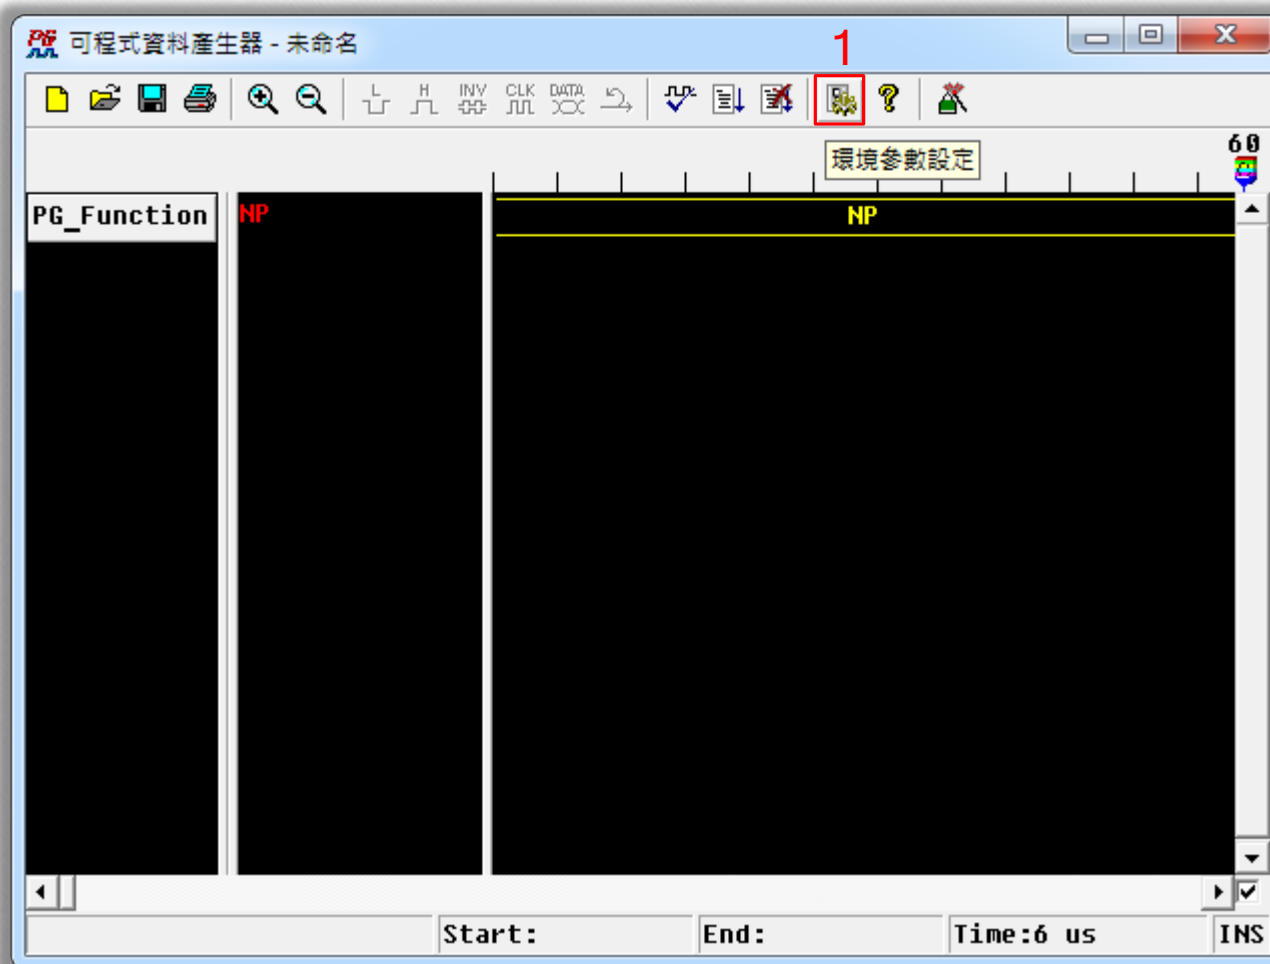 PG 可程式資料產生器 - 未命名
1
L H INV CLK DATA
環境參數設定
60
PG_Function NP NP
Start: End: Time:6 us INS